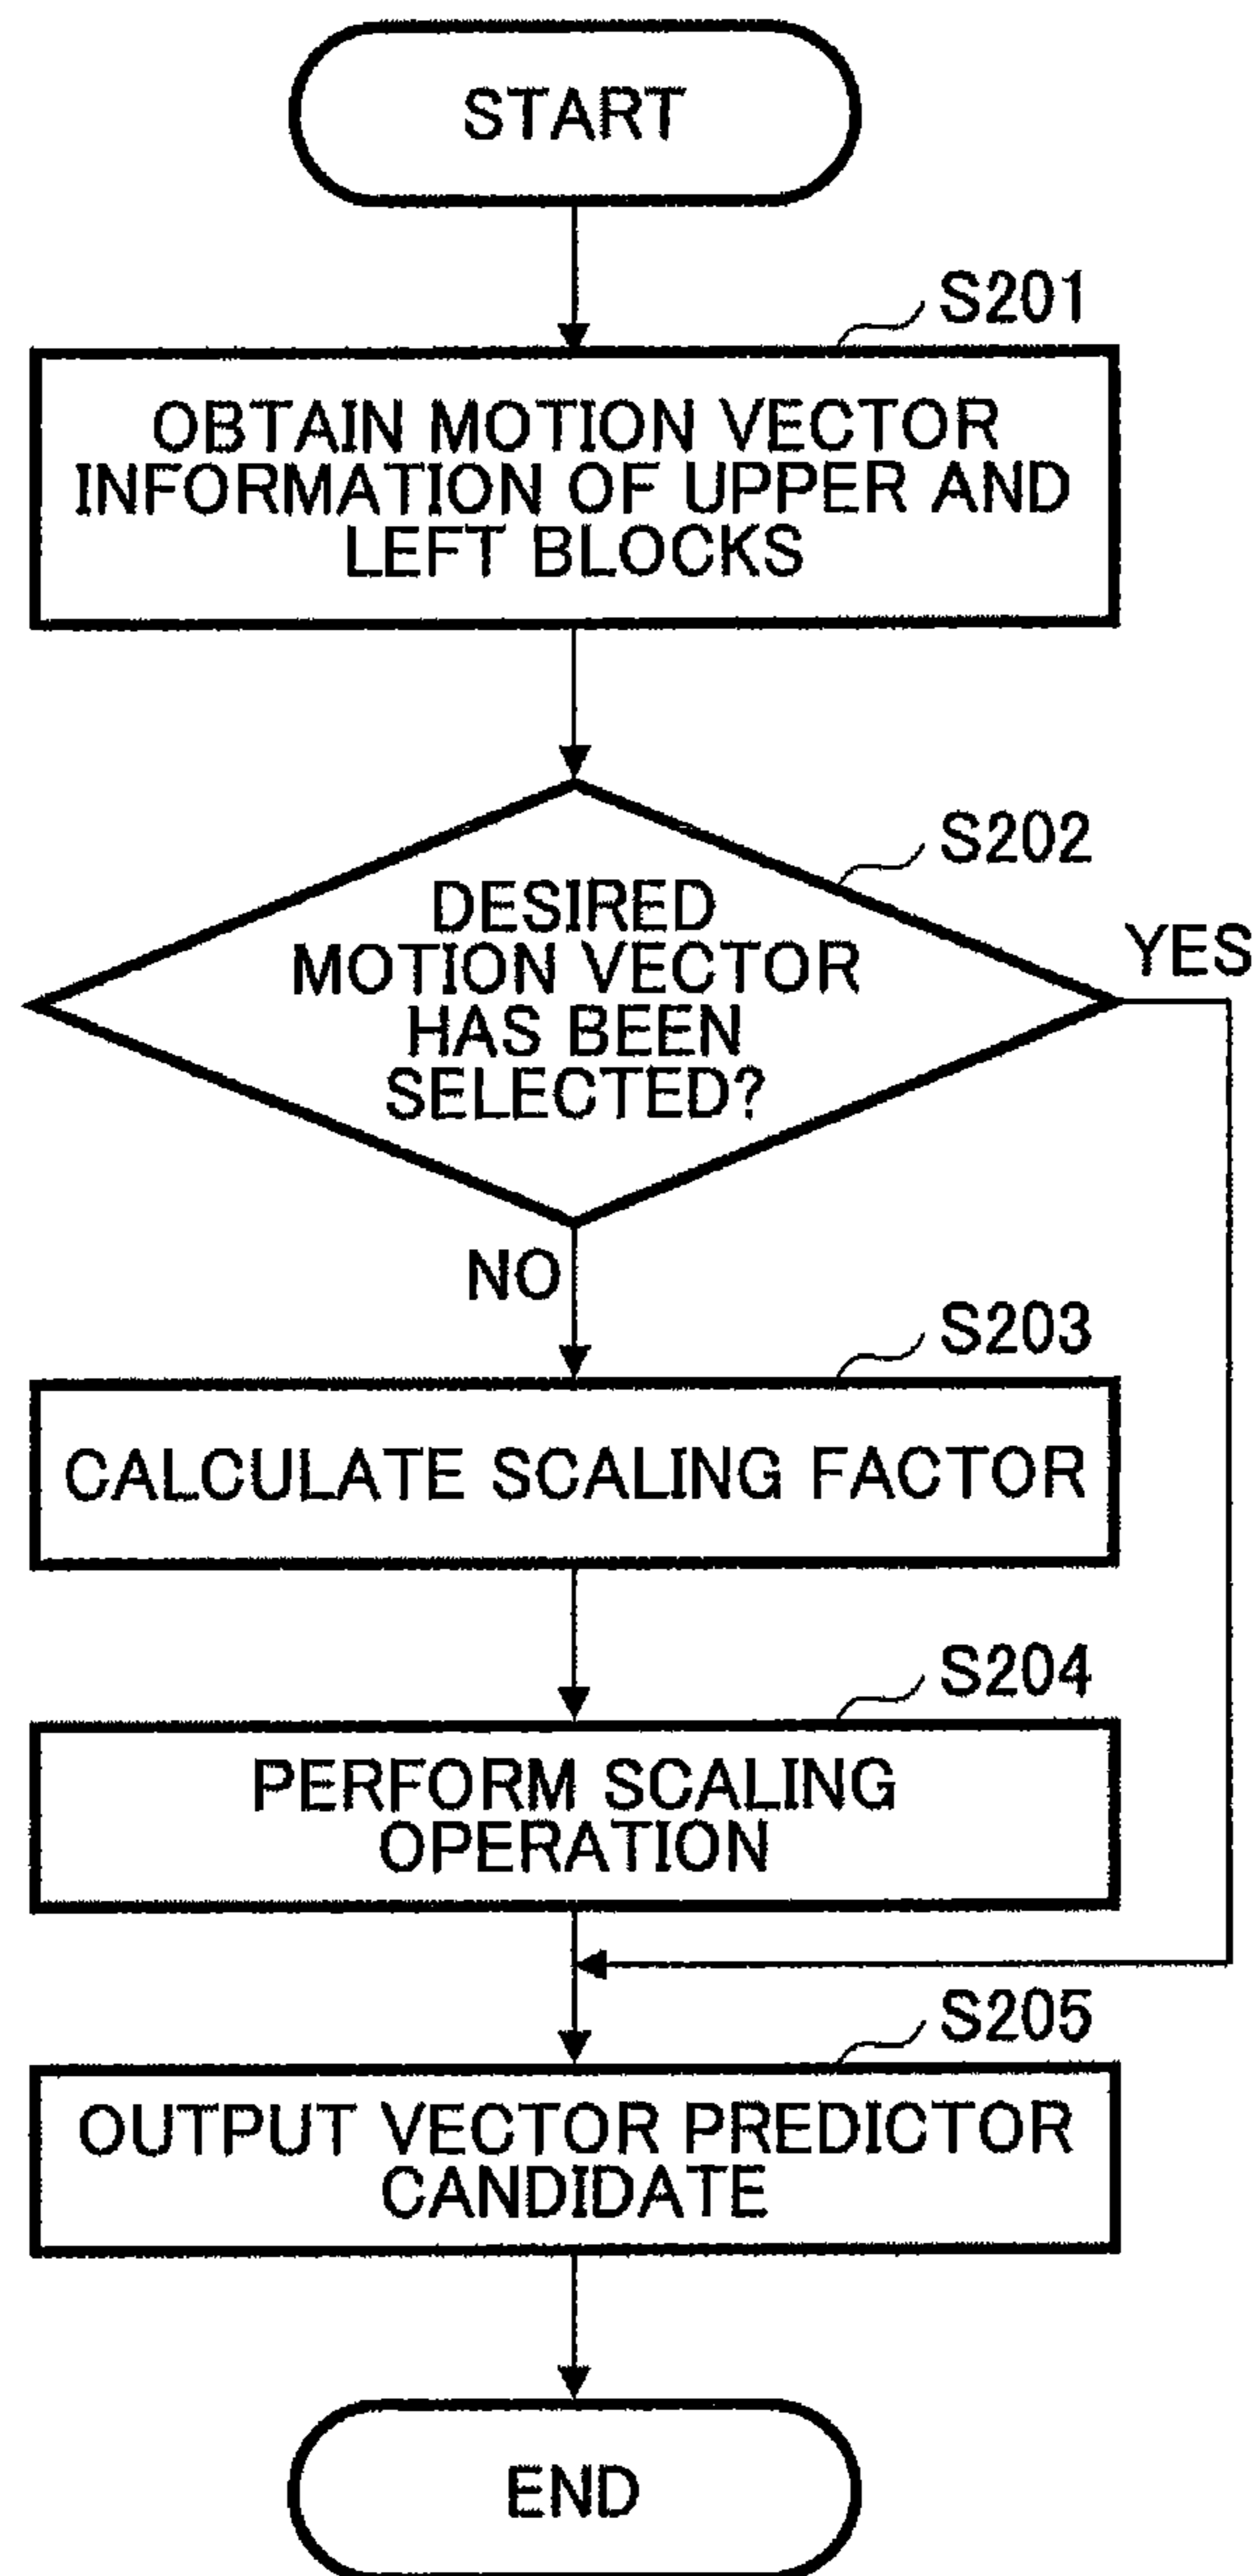 START
S201
OBTAIN MOTION VECTOR
INFORMATION OF UPPER AND
LEFT BLOCKS
S202
DESIRED
MOTION VECTOR
HAS BEEN
SELECTED?
YES
NO
S203
CALCULATE SCALING FACTOR
S204
PERFORM SCALING
OPERATION
S205
OUTPUT VECTOR PREDICTOR
CANDIDATE
END